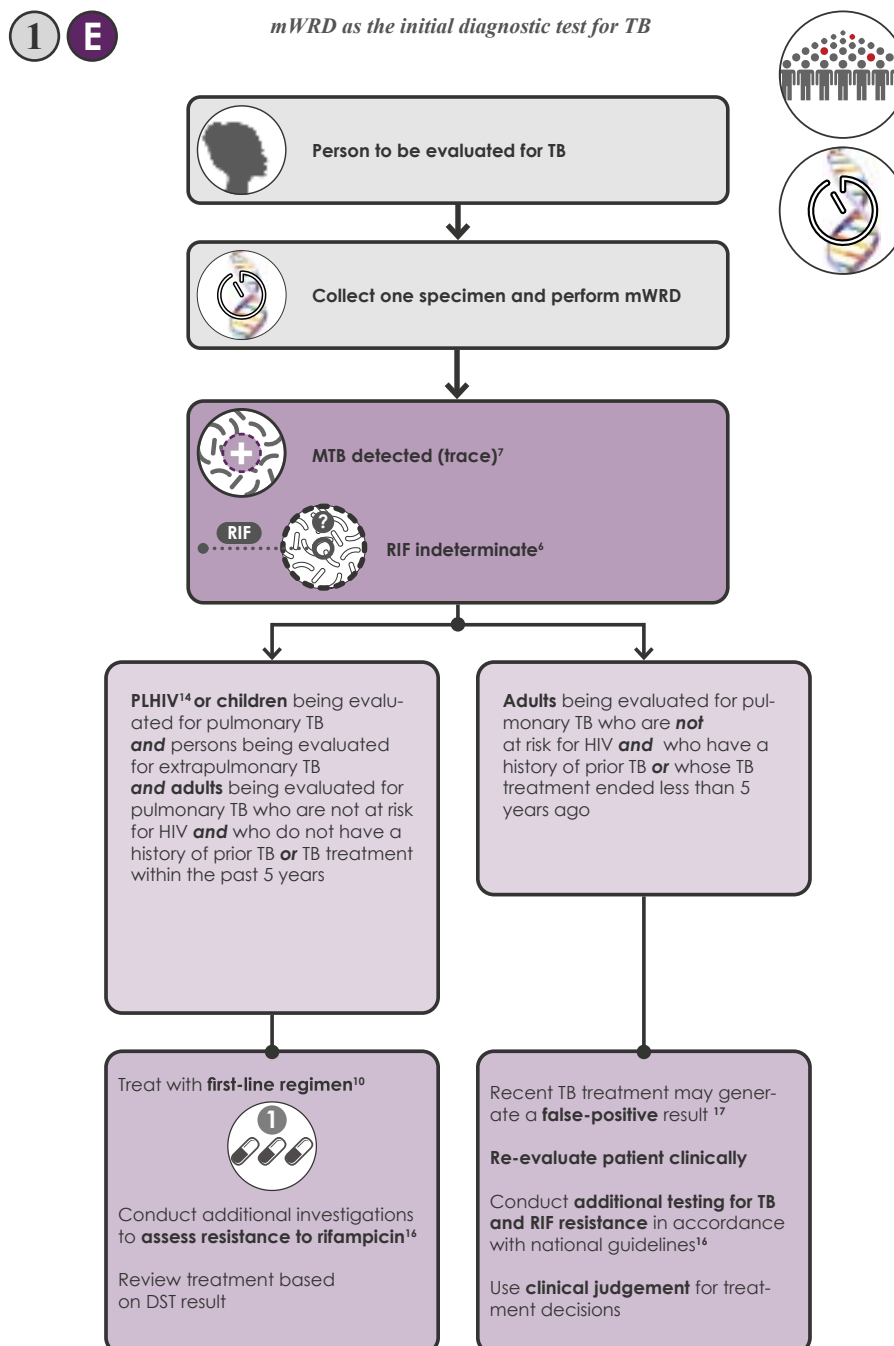 1 E
mWRD as the initial diagnostic test for TB
Person to be evaluated for TB
Collect one specimen and perform mWRD
MTB detected (trace)⁷
RIF
?
RIF indeterminate⁶
PLHIV¹⁴ or children being evalu-
ated for pulmonary TB
and persons being evaluated
for extrapulmonary TB
and adults being evaluated for
pulmonary TB who are not at risk
for HIV and who do not have a
history of prior TB or TB treatment
within the past 5 years
Adults being evaluated for pul-
monary TB who are not
at risk for HIV and who have a
history of prior TB or whose TB
treatment ended less than 5
years ago
Treat with first-line regimen¹⁰
1
Conduct additional investigations
to assess resistance to rifampicin¹⁶
Review treatment based
on DST result
Recent TB treatment may gener-
ate a false-positive result ¹⁷
Re-evaluate patient clinically
Conduct additional testing for TB
and RIF resistance in accordance
with national guidelines¹⁶
Use clinical judgement for treat-
ment decisions